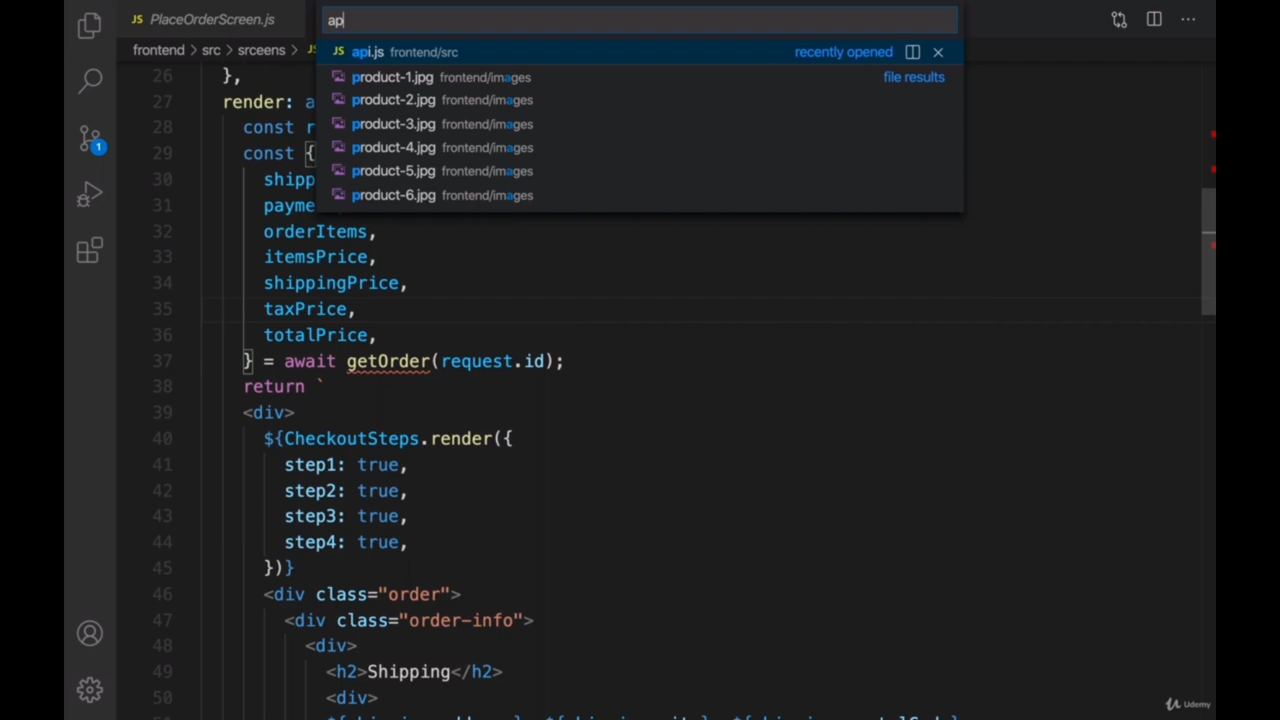 JS PlaceOrderScreen.js
ap
frontend > src > srceens > JS
JS api.js frontend/src recently opened
product-1.jpg frontend/images file results
product-2.jpg frontend/images
product-3.jpg frontend/images
product-4.jpg frontend/images
product-5.jpg frontend/images
product-6.jpg frontend/images
1
26 },
27 render: a
28 const r
29 const {
30 shipp
31 payme
32 orderItems,
33 itemsPrice,
34 shippingPrice,
35 taxPrice,
36 totalPrice,
37 } = await getOrder(request.id);
38 return `
39 <div>
40 ${CheckoutSteps.render({
41 step1: true,
42 step2: true,
43 step3: true,
44 step4: true,
45 })}
46 <div class="order">
47 <div class="order-info">
48 <div>
49 <h2>Shipping</h2>
50 <div>
Udemy